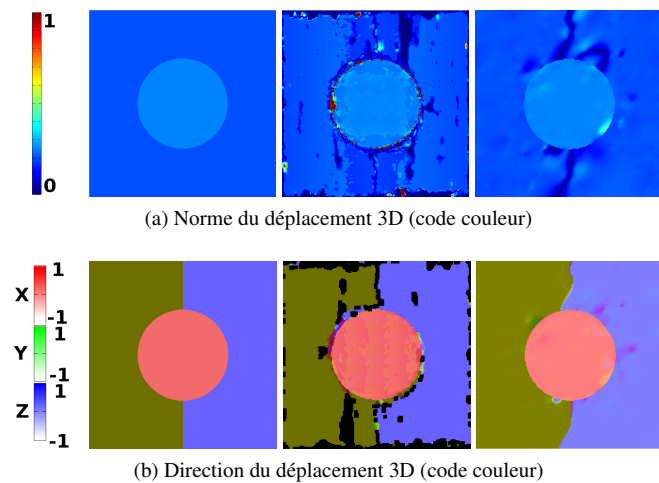 1
0
(a) Norme du déplacement 3D (code couleur)
X
1
-1
Y
1
-1
Z
1
-1
(b) Direction du déplacement 3D (code couleur)